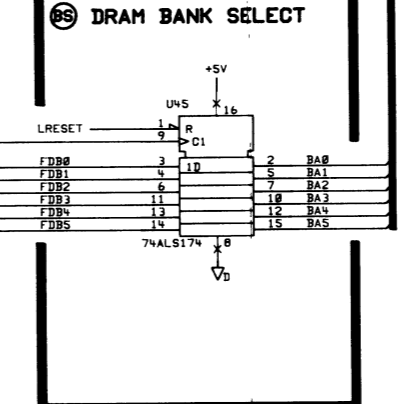 BS DRAM BANK SELECT
+5V
U45
16
LRESET 1 R
9 C1
FDB0 3 1D 2 BA0
FDB1 4 5 BA1
FDB2 6 7 BA2
FDB3 11 10 BA3
FDB4 13 12 BA4
FDB5 14 15 BA5
74ALS174 8
D